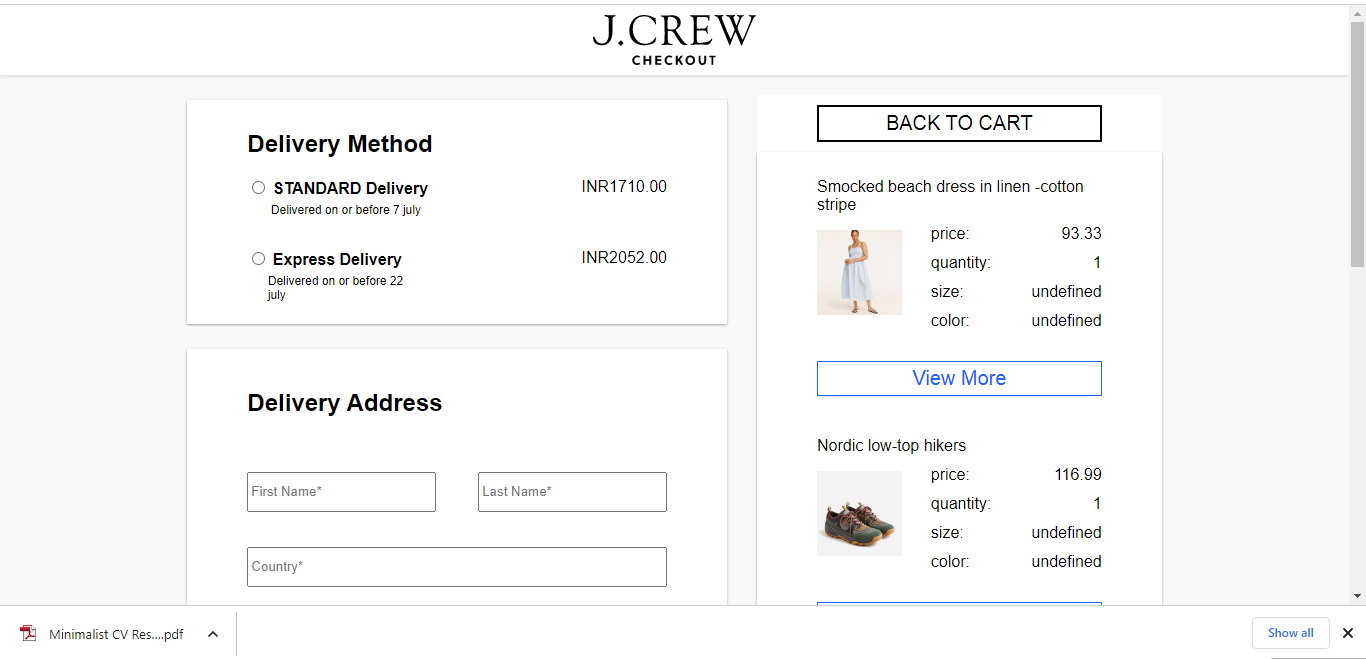 J.CREW
CHECKOUT
Delivery Method
STANDARD Delivery INR1710.00
Delivered on or before 7 july
Express Delivery INR2052.00
Delivered on or before 22
july
Delivery Address
First Name* Last Name*
Country*
BACK TO CART
Smocked beach dress in linen -cotton
stripe
price: 93.33
quantity: 1
size: undefined
color: undefined
View More
Nordic low-top hikers
price: 116.99
quantity: 1
size: undefined
color: undefined
Minimalist CV Res....pdf
Show all